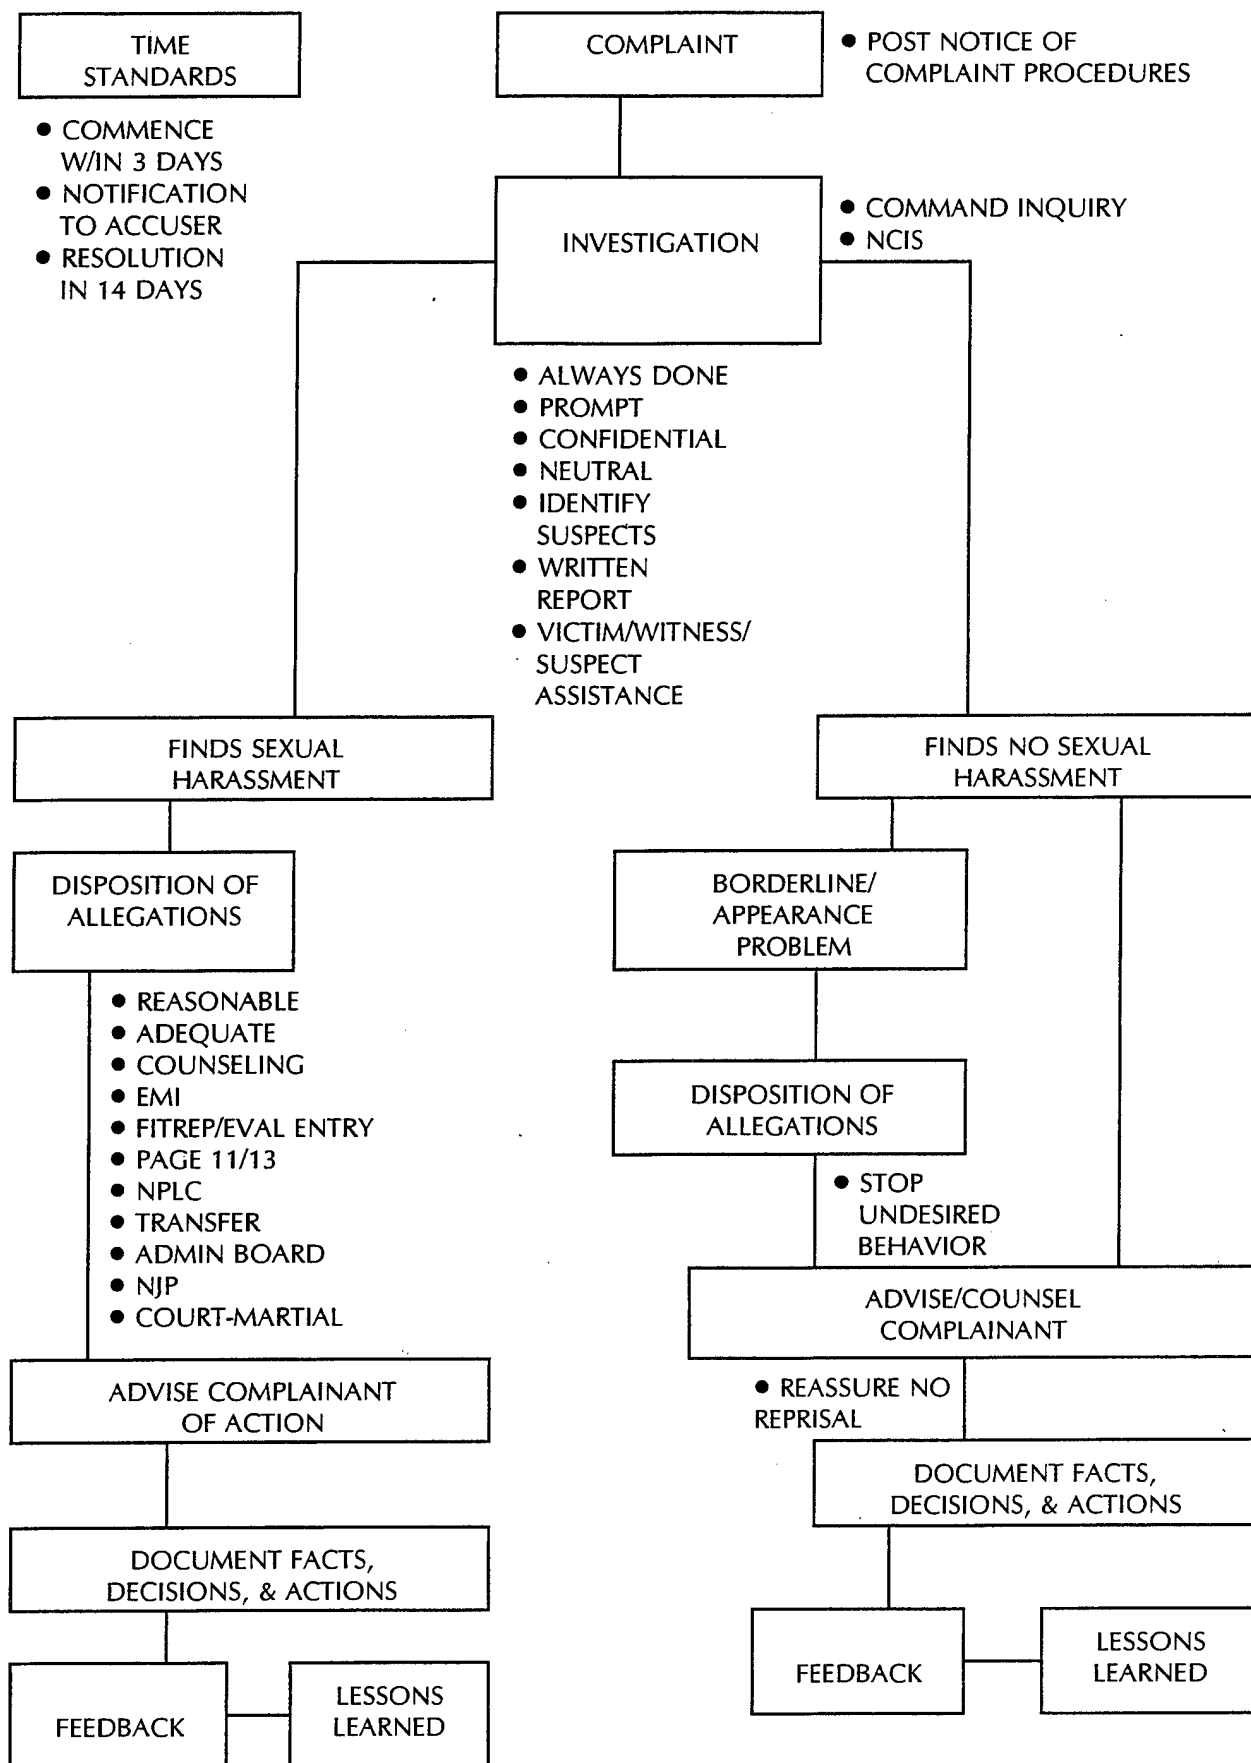 TIME
STANDARDS
● COMMENCE
W/IN 3 DAYS
● NOTIFICATION
TO ACCUSER
● RESOLUTION
IN 14 DAYS
COMPLAINT
● POST NOTICE OF
COMPLAINT PROCEDURES
INVESTIGATION
● COMMAND INQUIRY
● NCIS
● ALWAYS DONE
● PROMPT
● CONFIDENTIAL
● NEUTRAL
● IDENTIFY
SUSPECTS
● WRITTEN
REPORT
● VICTIM/WITNESS/
SUSPECT
ASSISTANCE
FINDS SEXUAL
HARASSMENT
DISPOSITION OF
ALLEGATIONS
● REASONABLE
● ADEQUATE
● COUNSELING
● EMI
● FITREP/EVAL ENTRY
● PAGE 11/13
● NPLC
● TRANSFER
● ADMIN BOARD
● NJP
● COURT-MARTIAL
ADVISE COMPLAINANT
OF ACTION
DOCUMENT FACTS,
DECISIONS, & ACTIONS
FEEDBACK
LESSONS
LEARNED
FINDS NO SEXUAL
HARASSMENT
BORDERLINE/
APPEARANCE
PROBLEM
DISPOSITION OF
ALLEGATIONS
● STOP
UNDESIRED
BEHAVIOR
ADVISE/COUNSEL
COMPLAINANT
● REASSURE NO
REPRISAL
DOCUMENT FACTS,
DECISIONS, & ACTIONS
FEEDBACK
LESSONS
LEARNED